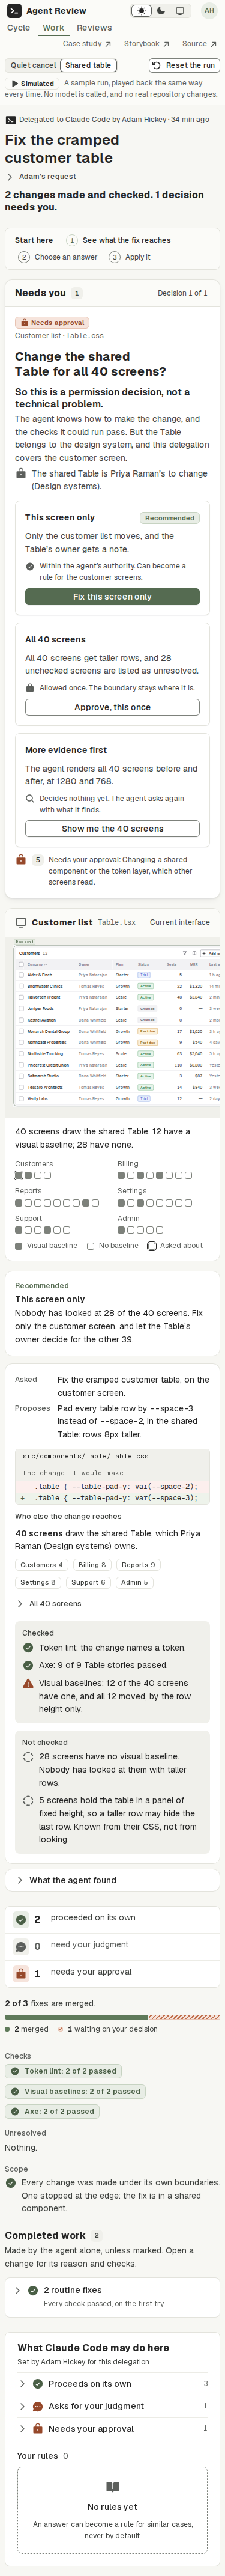 Agent Review
AH
Cycle Work Reviews
Case study Storybook Source
Quiet cancel Shared table Reset the run
Simulated A sample run, played back the same way
every time. No model is called, and no real repository changes.
Delegated to Claude Code by Adam Hickey · 34 min ago
Fix the cramped
customer table
Adam's request
2 changes made and checked. 1 decision
needs you.
Start here 1 See what the fix reaches
2 Choose an answer 3 Apply it
Needs you 1 Decision 1 of 1
Needs approval
Customer list · Table.css
Change the shared
Table for all 40 screens?
So this is a permission decision, not a
technical problem.
The agent knows how to make the change, and
the checks it could run pass. But the Table
belongs to the design system, and this delegation
covers the customer screen.
The shared Table is Priya Raman's to change
(Design systems).
This screen only Recommended
Only the customer list moves, and the
Table's owner gets a note.
Within the agent's authority. Can become a
rule for the customer screens.
Fix this screen only
All 40 screens
All 40 screens get taller rows, and 28
unchecked screens are listed as unresolved.
Allowed once. The boundary stays where it is.
Approve, this once
More evidence first
The agent renders all 40 screens before and
after, at 1280 and 768.
Decides nothing yet. The agent asks again
with what it finds.
Show me the 40 screens
5 Needs your approval: Changing a shared
component or the token layer, which other
screens read.
Customer list Table.tsx Current interface
Customers
40 screens draw the shared Table. 12 have a
visual baseline; 28 have none.
Customers Billing
Reports Settings
Support Admin
Visual baseline No baseline Asked about
Recommended
This screen only
Nobody has looked at 28 of the 40 screens. Fix
only the customer screen, and let the Table's
owner decide for the other 39.
Asked Fix the cramped customer table, on the
customer screen.
Proposes Pad every table row by --space-3
instead of --space-2, in the shared
Table: rows 8px taller.
src/components/Table/Table.css
the change it would make
- .table { --table-pad-y: var(--space-2);
+ .table { --table-pad-y: var(--space-3);
Who else the change reaches
40 screens draw the shared Table, which Priya
Raman (Design systems) owns.
Customers 4 Billing 8 Reports 9
Settings 8 Support 6 Admin 5
All 40 screens
Checked
Token lint: the change names a token.
Axe: 9 of 9 Table stories passed.
Visual baselines: 12 of the 40 screens
have one, and all 12 moved, by the row
height only.
Not checked
28 screens have no visual baseline.
Nobody has looked at them with taller
rows.
5 screens hold the table in a panel of
fixed height, so a taller row may hide the
last row. Known from their CSS, not from
looking.
What the agent found
2 proceeded on its own
0 need your judgment
1 needs your approval
2 of 3 fixes are merged.
2 merged 1 waiting on your decision
Checks
Token lint: 2 of 2 passed
Visual baselines: 2 of 2 passed
Axe: 2 of 2 passed
Unresolved
Nothing.
Scope
Every change was made under its own boundaries.
One stopped at the edge: the fix is in a shared
component.
Completed work 2
Made by the agent alone, unless marked. Open a
change for its reason and checks.
2 routine fixes
Every check passed, on the first try
What Claude Code may do here
Set by Adam Hickey for this delegation.
Proceeds on its own 3
Asks for your judgment 1
Needs your approval 1
Your rules 0
No rules yet
An answer can become a rule for similar cases,
never by default.